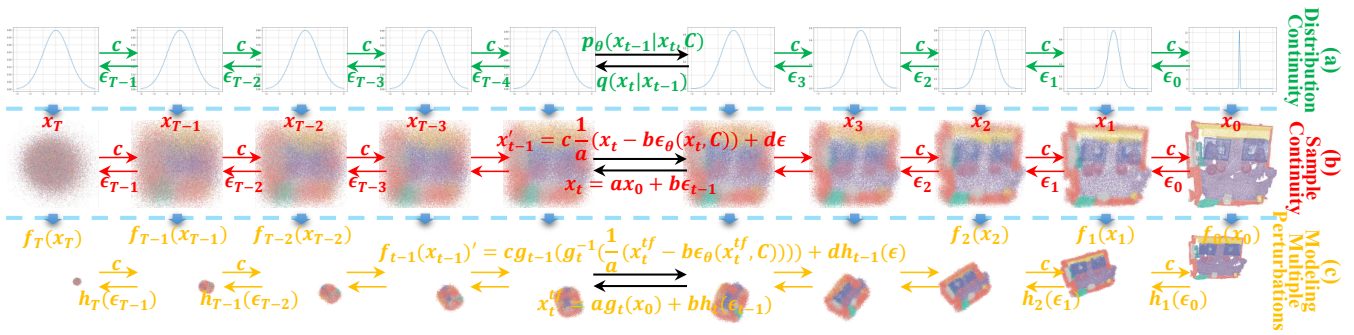 c c c c p_θ(x_{t-1}|x_t, C) c c c c
ϵ_{T-1} ϵ_{T-2} ϵ_{T-3} ϵ_{T-4} q(x_t|x_{t-1}) ϵ_3 ϵ_2 ϵ_1 ϵ_0
(a)
Distribution
Continuity
x_T x_{T-1} x_{T-2} x_{T-3} x_3 x_2 x_1 x_0
c c c x'_{t-1} = c 1/a (x_t − bϵ_θ(x_t, C)) + dϵ c c c
ϵ_{T-1} ϵ_{T-2} ϵ_{T-3} x_t = ax_0 + bϵ_{t-1} ϵ_2 ϵ_1 ϵ_0
(b)
Sample
Continuity
f_T(x_T) f_{T-1}(x_{T-1}) f_{T-2}(x_{T-2}) f_2(x_2) f_1(x_1) f_0(x_0)
f_{t-1}(x_{t-1})' = cg_{t-1}(g_t^{-1}(1/a (x_t^{tf} − bϵ_θ(x_t^{tf}, C)))) + dh_{t-1}(ϵ)
c c c c
h_T(ϵ_{T-1}) h_{T-1}(ϵ_{T-2}) x_t^{tf} = ag_t(x_0) + bh_t(ϵ_{t-1}) h_2(ϵ_1) h_1(ϵ_0)
(c)
Modeling
Multiple
Perturbations